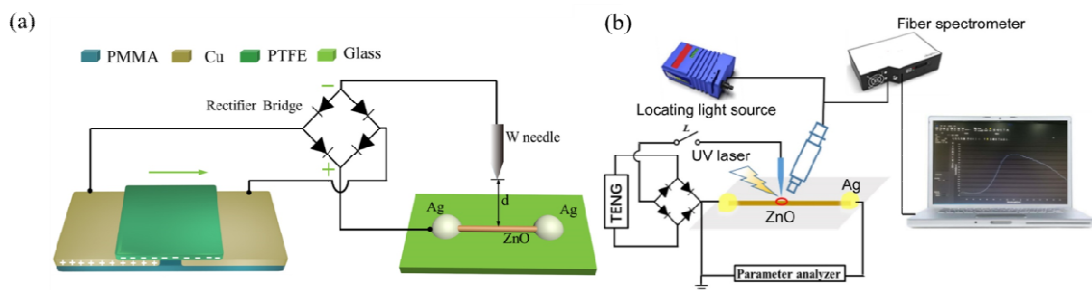 (a)
PMMA Cu PTFE Glass
Rectifier Bridge
−
+
W needle
d
Ag
Ag
ZnO
+ + + + + + + + +
(b)
Fiber spectrometer
Locating light source
L
UV laser
TENG
Ag
ZnO
Parameter analyzer